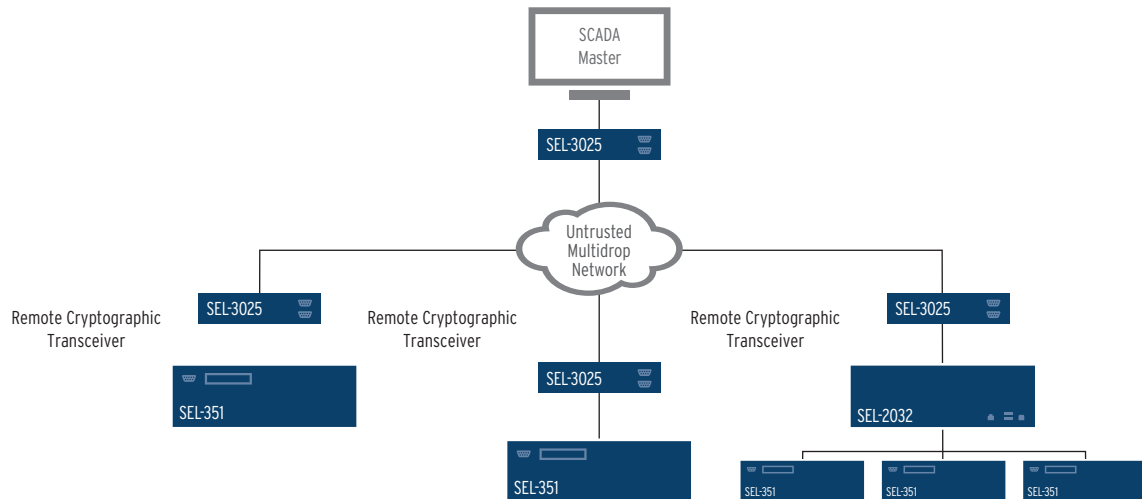 SCADA
Master
SEL-3025
Untrusted
Multidrop
Network
Remote Cryptographic
Transceiver
SEL-3025
Remote Cryptographic
Transceiver
Remote Cryptographic
Transceiver
SEL-3025
SEL-351
SEL-3025
SEL-2032
SEL-351
SEL-351
SEL-351
SEL-351